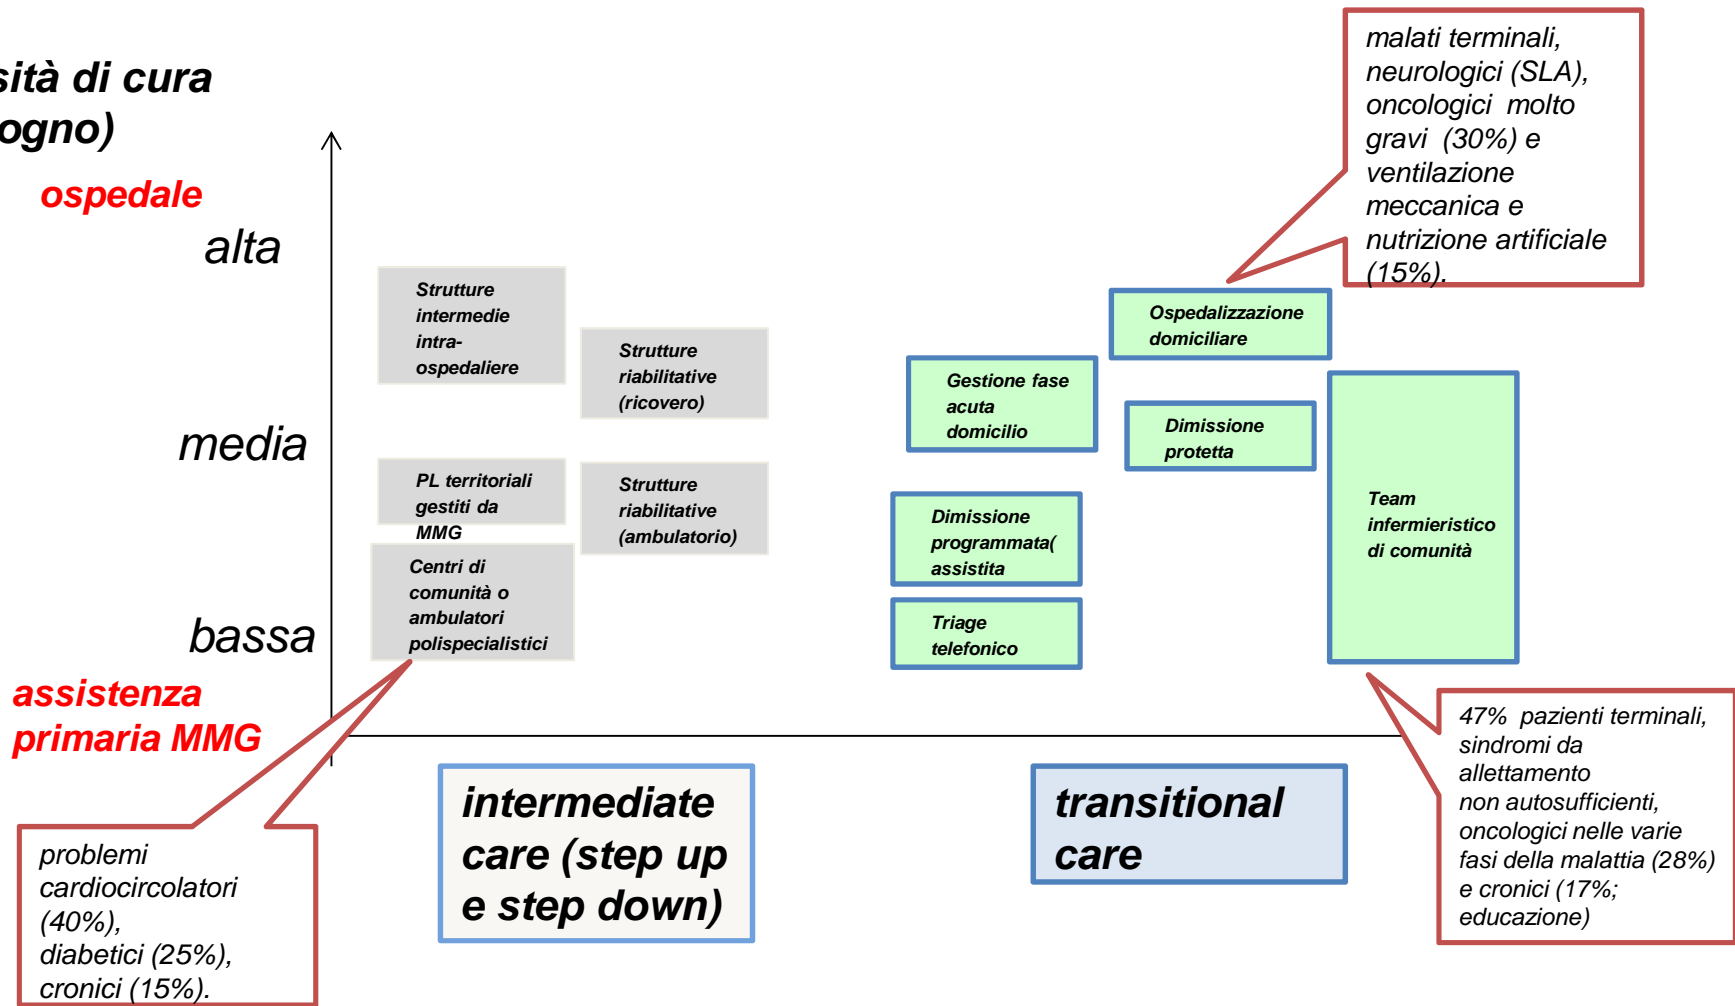 sità di cura
ogno)
ospedale
alta
media
bassa
assistenza
primaria MMG
Strutture
intermedie
intra-
ospedaliere
Strutture
riabilitative
(ricovero)
PL territoriali
gestiti da
MMG
Strutture
riabilitative
(ambulatorio)
Centri di
comunità o
ambulatori
polispecialistici
malati terminali,
neurologici (SLA),
oncologici molto
gravi (30%) e
ventilazione
meccanica e
nutrizione artificiale
(15%).
Ospedalizzazione
domiciliare
Gestione fase
acuta
domicilio
Dimissione
protetta
Dimissione
programmata(
assistita
Triage
telefonico
Team
infermieristico
di comunità
intermediate
care (step up
e step down)
transitional
care
problemi
cardiocircolatori
(40%),
diabetici (25%),
cronici (15%).
47% pazienti terminali,
sindromi da
allettamento
non autosufficienti,
oncologici nelle varie
fasi della malattia (28%)
e cronici (17%;
educazione)